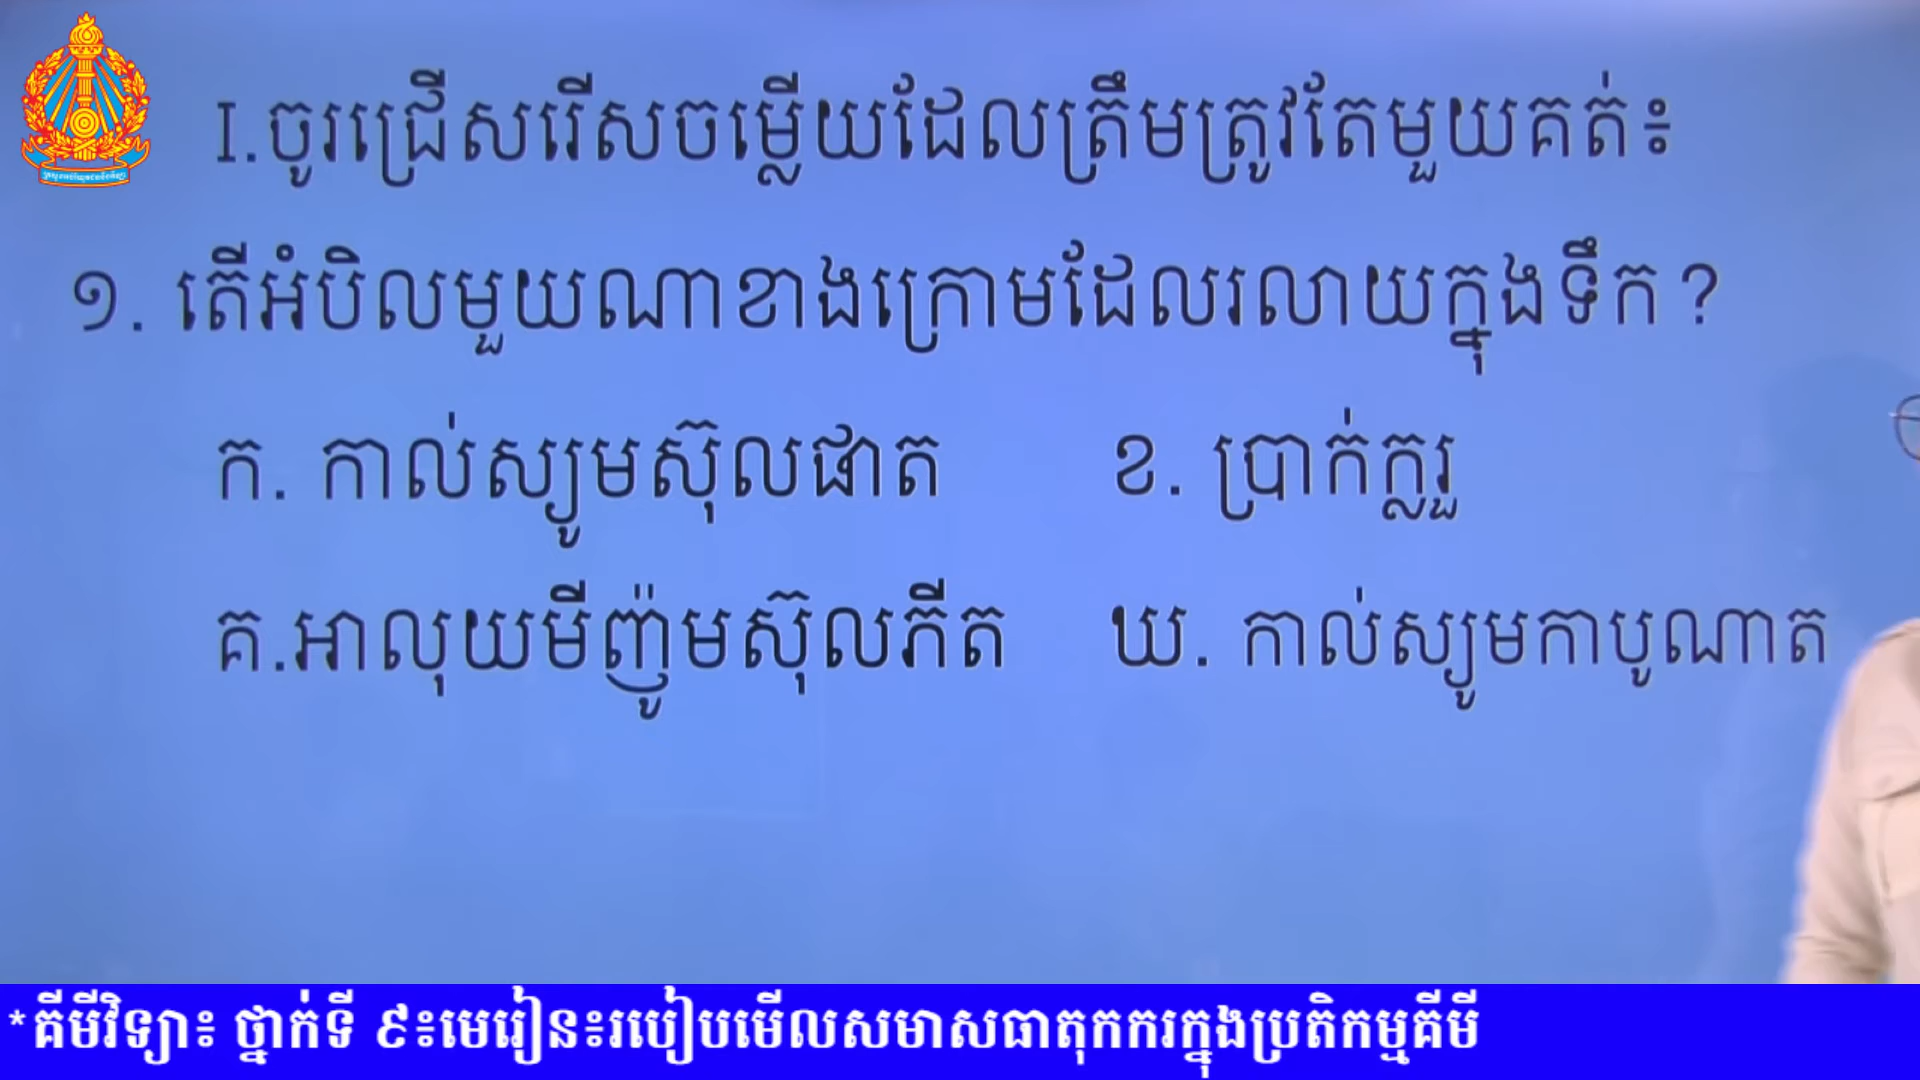 I.ចូរជ្រើសរើសចម្លើយដែលត្រឹមត្រូវតែមួយគត់៖
១. តើអំបិលមួយណាខាងក្រោមដែលរលាយក្នុងទឹក ?
ក. កាល់ស្យូមស៊ុលផាត ខ. ប្រាក់ក្លរួ
គ.អាលុយមីញ៉ូមស៊ុលភីត ឃ. កាល់ស្យូមកាបូណាត
*គីមីវិទ្យា៖ ថ្នាក់ទី ៩៖មេរៀន៖របៀបមើលសមាសធាតុកករក្នុងប្រតិកម្មគីមី